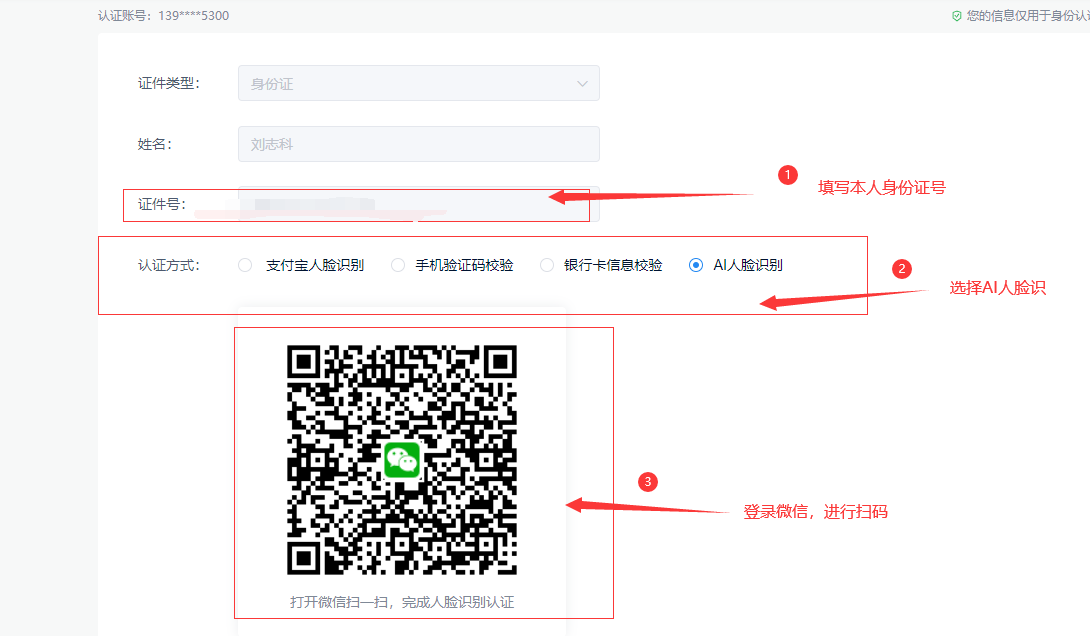 认证账号：139****5300
您的信息仅用于身份认
证件类型：
身份证
姓名：
刘志科
1
填写本人身份证号
证件号：
认证方式：
支付宝人脸识别
手机验证码校验
银行卡信息校验
AI人脸识别
2
选择AI人脸识
3
登录微信，进行扫码
打开微信扫一扫，完成人脸识别认证